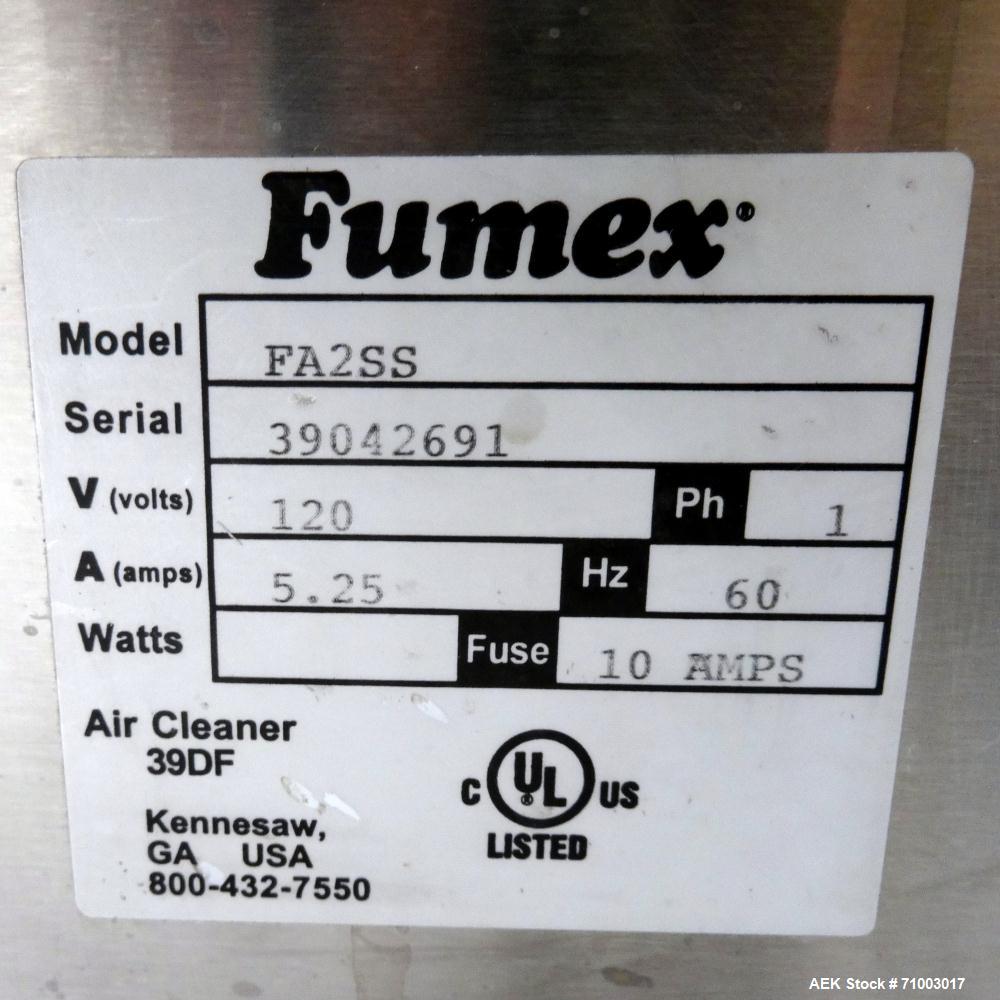 Fumex®
Model FA2SS
Serial 39042691
V (volts) 120 Ph 1
A (amps) 5.25 Hz 60
Watts Fuse 10 AMPS
Air Cleaner
39DF
C UL® US
LISTED
Kennesaw,
GA USA
800-432-7550
AEK Stock # 71003017